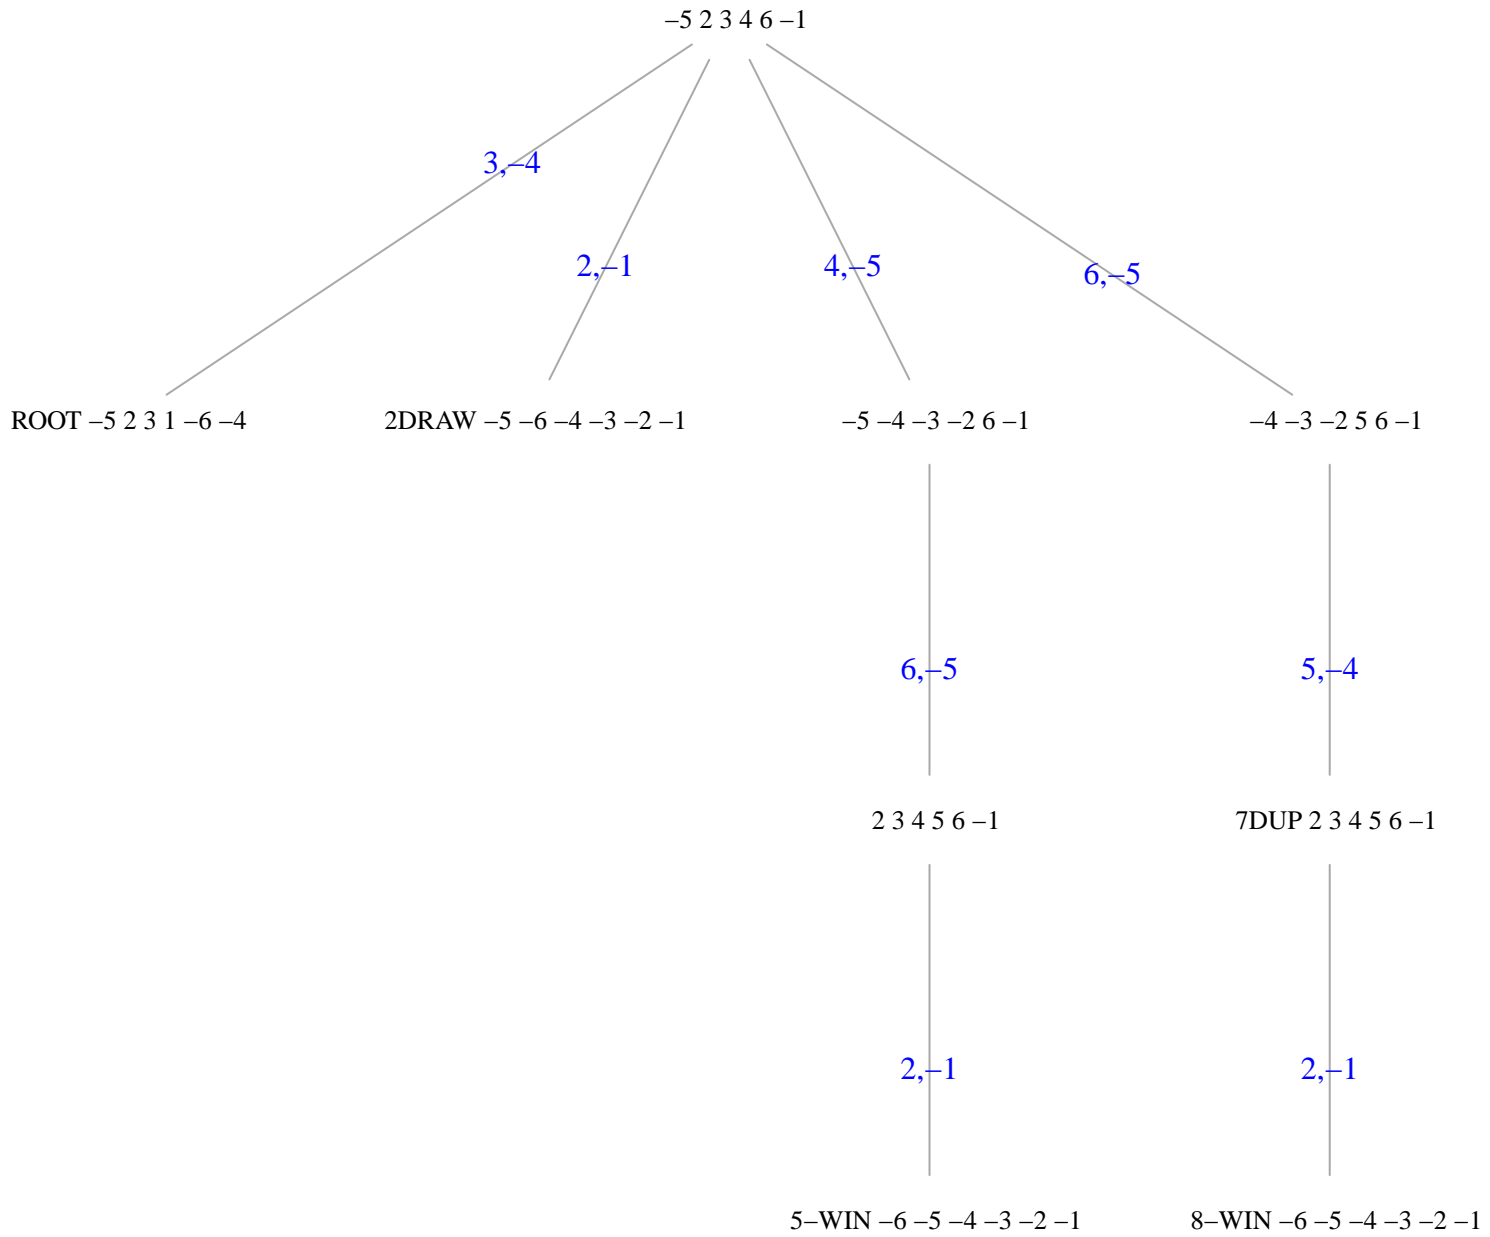 –5 2 3 4 6 –1
3,–4
2,–1
4,–5
6,–5
ROOT –5 2 3 1 –6 –4
2DRAW –5 –6 –4 –3 –2 –1
–5 –4 –3 –2 6 –1
–4 –3 –2 5 6 –1
6,–5
5,–4
2 3 4 5 6 –1
7DUP 2 3 4 5 6 –1
2,–1
2,–1
5–WIN –6 –5 –4 –3 –2 –1
8–WIN –6 –5 –4 –3 –2 –1